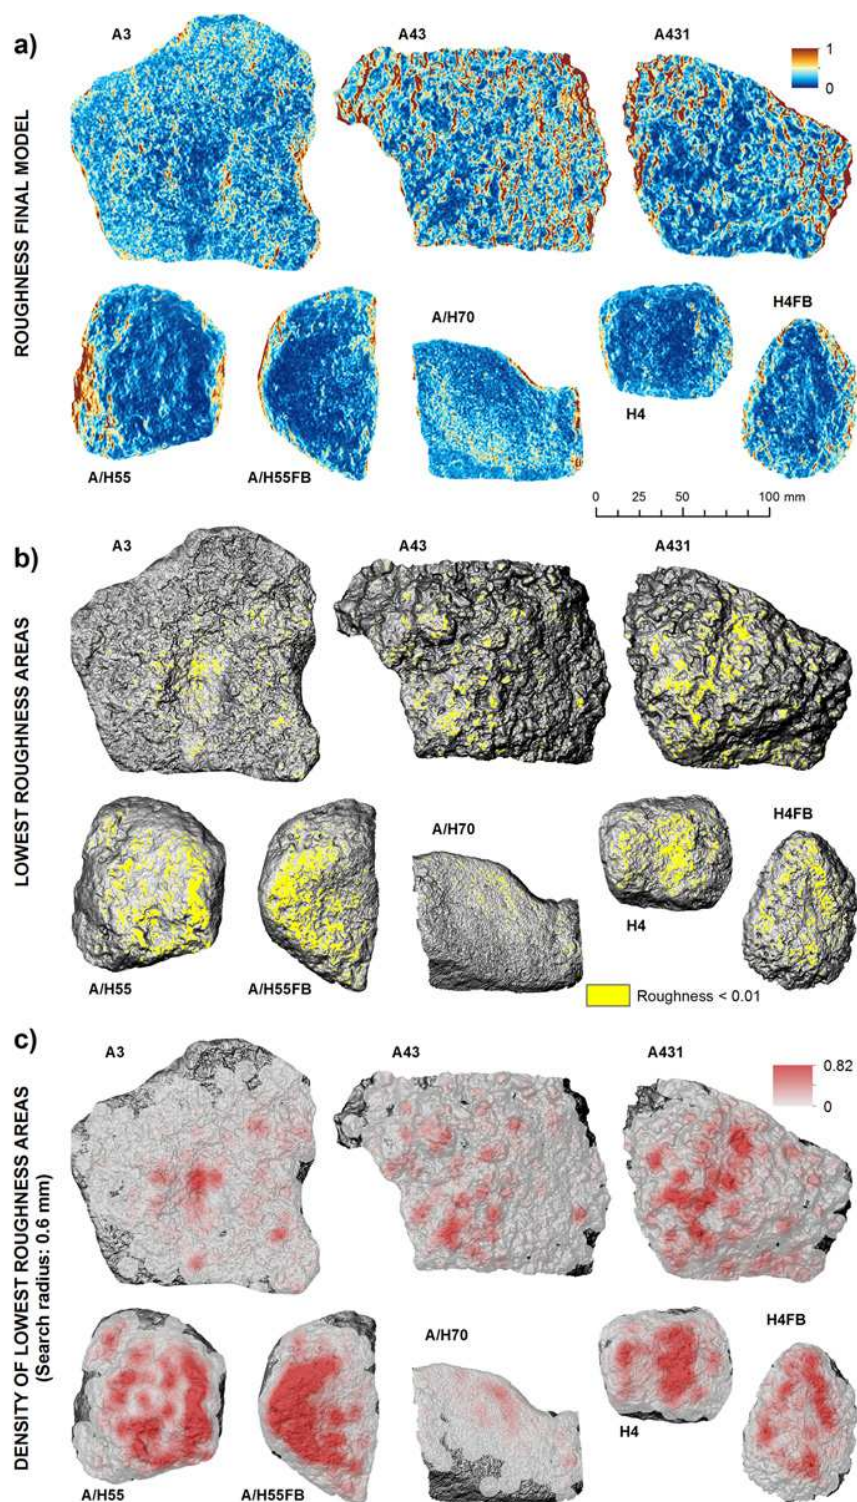 a)
ROUGHNESS FINAL MODEL
A3
A43
A431
1
0
A/H55
A/H55FB
A/H70
H4
H4FB
0 25 50 100 mm
b)
LOWEST ROUGHNESS AREAS
A3
A43
A431
A/H55
A/H55FB
A/H70
H4
H4FB
Roughness < 0.01
c)
DENSITY OF LOWEST ROUGHNESS AREAS
(Search radius: 0.6 mm)
A3
A43
A431
0.82
0
A/H55
A/H55FB
A/H70
H4
H4FB